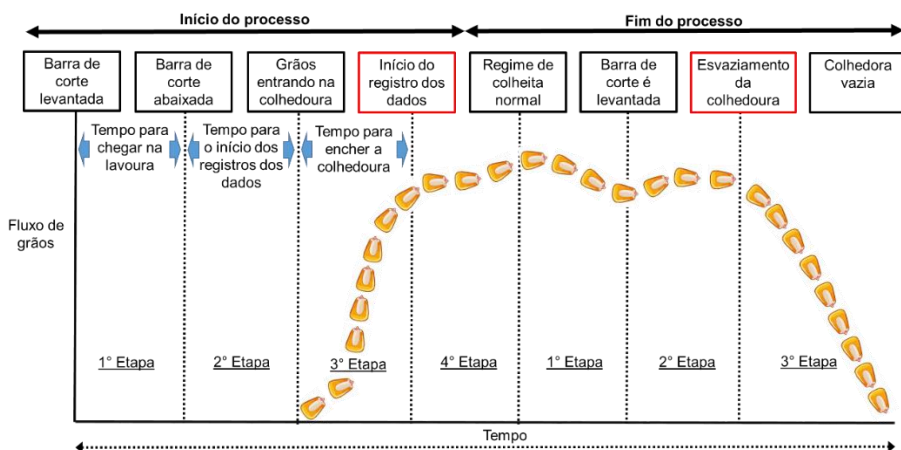 Início do processo
Fim do processo
Barra de
corte
levantada
Barra de
corte
abaixada
Grãos
entrando na
colhedoura
Início do
registro dos
dados
Regime de
colheita
normal
Barra de
corte é
levantada
Esvaziamento
da
colhedoura
Colhedora
vazia
Tempo para
chegar na
lavoura
Tempo para
o início dos
registros dos
dados
Tempo para
encher a
colhedoura
Fluxo de
grãos
1° Etapa
2° Etapa
3° Etapa
4° Etapa
1° Etapa
2° Etapa
3° Etapa
Tempo